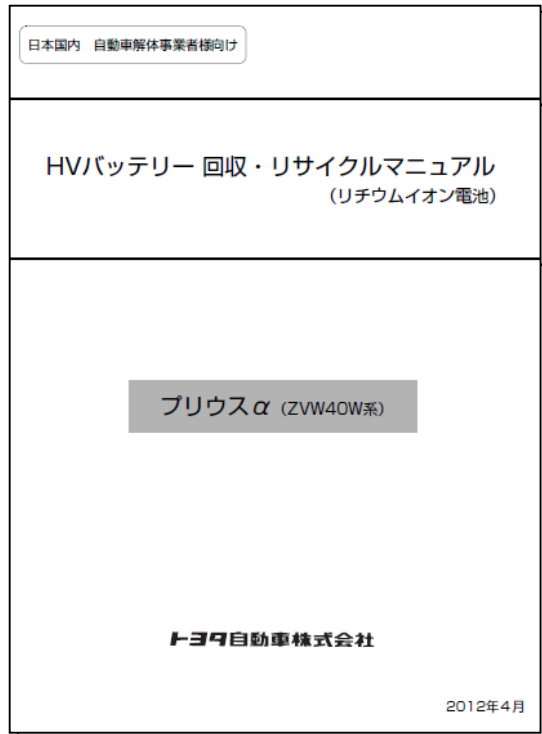 日本国内　自動車解体事業者様向け
HVバッテリー 回収・リサイクルマニュアル
（リチウムイオン電池）
プリウスα（ZVW40W系）
トヨタ自動車株式会社
2012年4月